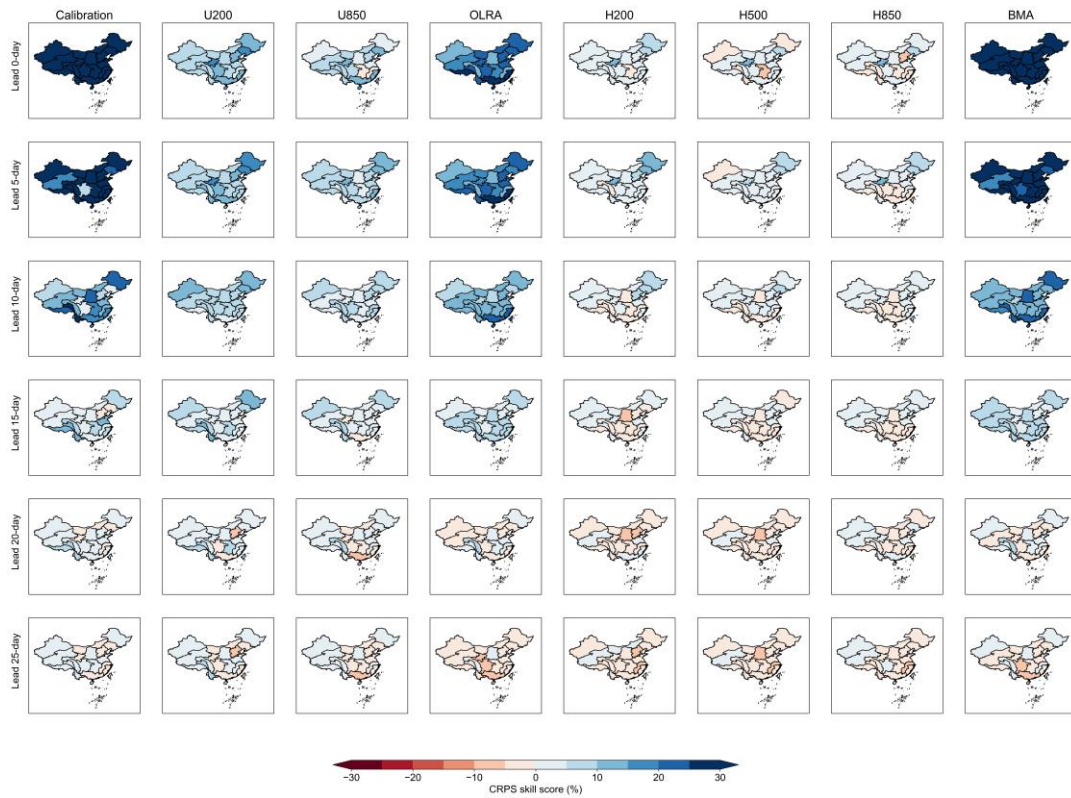 Calibration U200 U850 OLRA H200 H500 H850 BMA
Lead 0-day
Lead 5-day
Lead 10-day
Lead 15-day
Lead 20-day
Lead 25-day
−30 −20 −10 0 10 20 30
CRPS skill score (%)